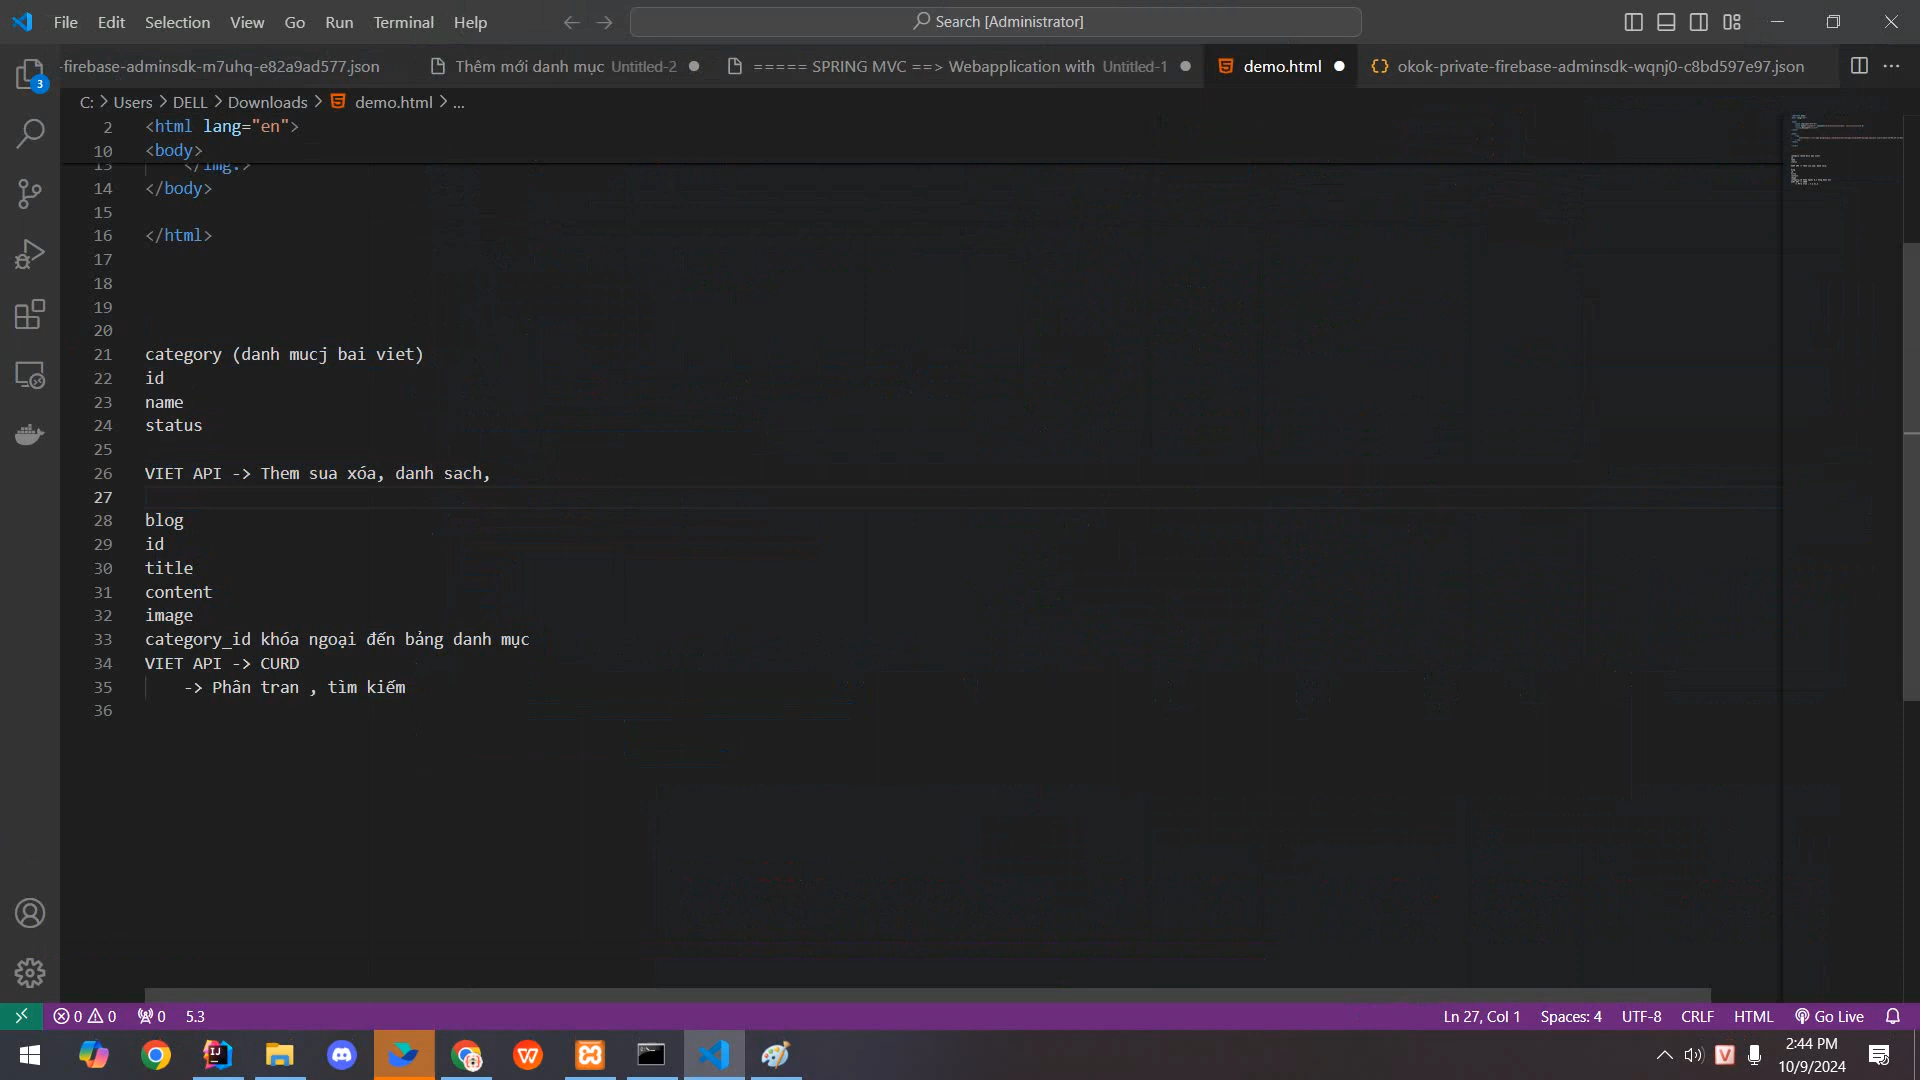 File Edit Selection View Go Run Terminal Help
Search [Administrator]
-firebase-adminsdk-m7uhq-e82a9ad577.json
Thêm mới danh mục Untitled-2
===== SPRING MVC ==> Webapplication with Untitled-1
demo.html
okok-private-firebase-adminsdk-wqnj0-c8bd597e97.json
C: > Users > DELL > Downloads > demo.html > ...
2 <html lang="en">
10 <body>
13 </img.>
14 </body>
15
16 </html>
17
18
19
20
21 category (danh mucj bai viet)
22 id
23 name
24 status
25
26 VIET API -> Them sua xóa, danh sach,
27
28 blog
29 id
30 title
31 content
32 image
33 category_id khóa ngoại đến bảng danh mục
34 VIET API -> CURD
35 -> Phân tran , tìm kiếm
36
3
0 0 0 5.3
Ln 27, Col 1 Spaces: 4 UTF-8 CRLF HTML Go Live
2:44 PM
10/9/2024